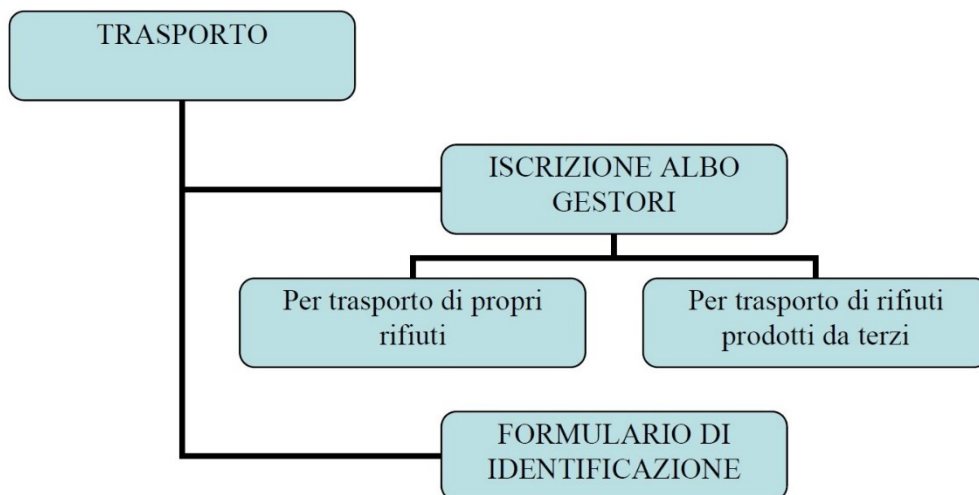 TRASPORTO
ISCRIZIONE ALBO
GESTORI
Per trasporto di propri
rifiuti
Per trasporto di rifiuti
prodotti da terzi
FORMULARIO DI
IDENTIFICAZIONE